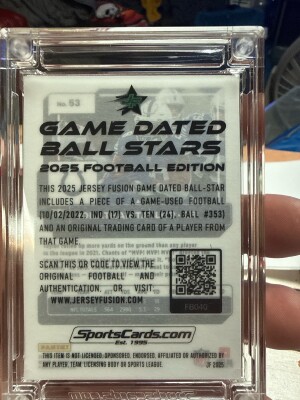 No. 63
GAME DATED
BALL STARS
2025 FOOTBALL EDITION
THIS 2025 JERSEY FUSION GAME DATED BALL-STAR
INCLUDES A PIECE OF A GAME-USED FOOTBALL
(10/02/2022, IND (17) VS. TEN (24), BALL #353)
AND AN ORIGINAL TRADING CARD OF A PLAYER FROM
THAT GAME.
SCAN THIS QR CODE TO VIEW THE
ORIGINAL FOOTBALL AND
AUTHENTICATION, OR VISIT
WWW.JERSEYFUSION.COM
SportsCards.com
Est. 1995
THIS ITEM IS NOT LICENSED, SPONSORED, ENDORSED, AFFILIATED OR AUTHORIZED BY
ANY PLAYER, TEAM LICENSING BODY OR SPORTS LEAGUE.
JF 2025